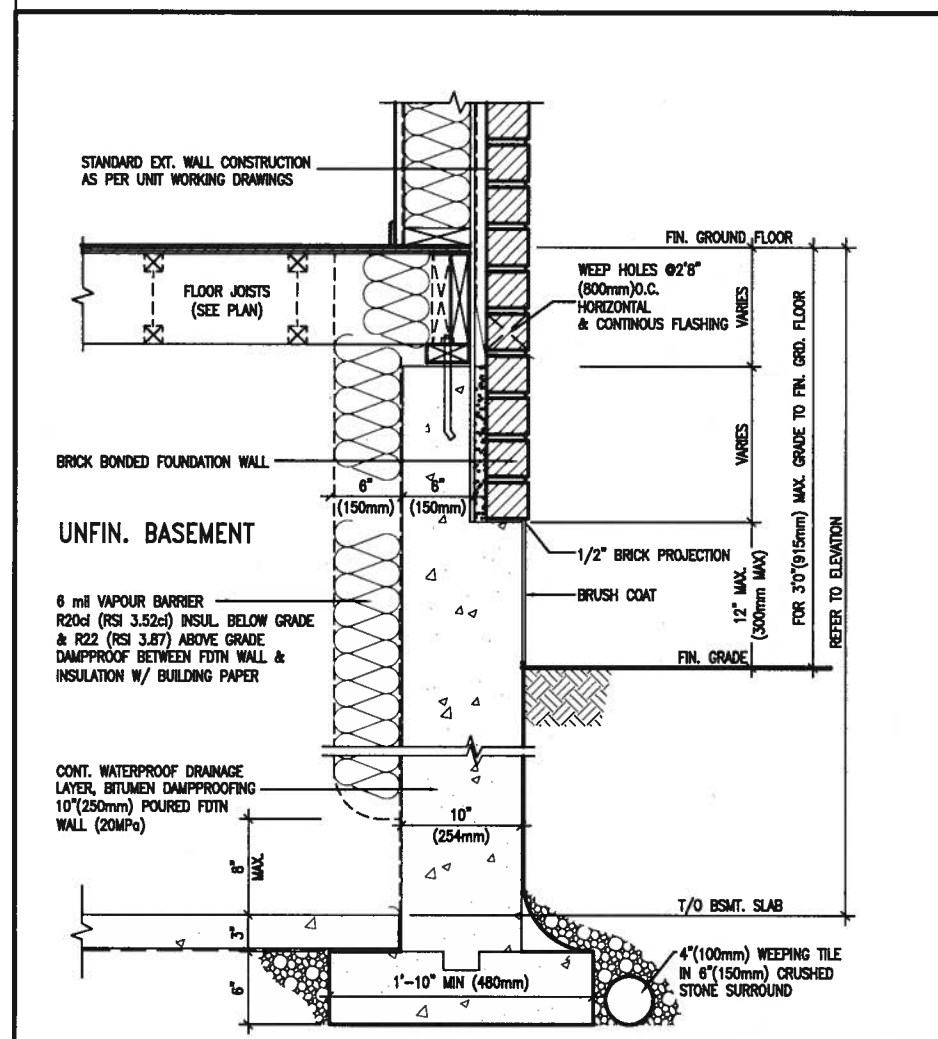 STANDARD EXT. WALL CONSTRUCTION
AS PER UNIT WORKING DRAWINGS
FIN. GROUND FLOOR
FLOOR JOISTS
(SEE PLAN)
WEEP HOLES @2'8"
(800mm)O.C.
HORIZONTAL
& CONTINOUS FLASHING
VARIES
VARIES
12" MAX.
(300mm MAX)
FOR 3'0"(915mm) MAX. GRADE TO FIN. GRD. FLOOR
REFER TO ELEVATION
BRICK BONDED FOUNDATION WALL
6"
(150mm)
6"
(150mm)
UNFIN. BASEMENT
1/2" BRICK PROJECTION
BRUSH COAT
6 mil VAPOUR BARRIER
R20ci (RSI 3.52ci) INSUL. BELOW GRADE
& R22 (RSI 3.87) ABOVE GRADE
DAMPPROOF BETWEEN FDTN WALL &
INSULATION W/ BUILDING PAPER
FIN. GRADE
CONT. WATERPROOF DRAINAGE
LAYER, BITUMEN DAMPPROOFING
10"(250mm) POURED FDTN
WALL (20MPa)
10"
(254mm)
8"
MAX.
3"
6"
T/O BSMT. SLAB
1'-10" MIN (480mm)
4"(100mm) WEEPING TILE
IN 6"(150mm) CRUSHED
STONE SURROUND